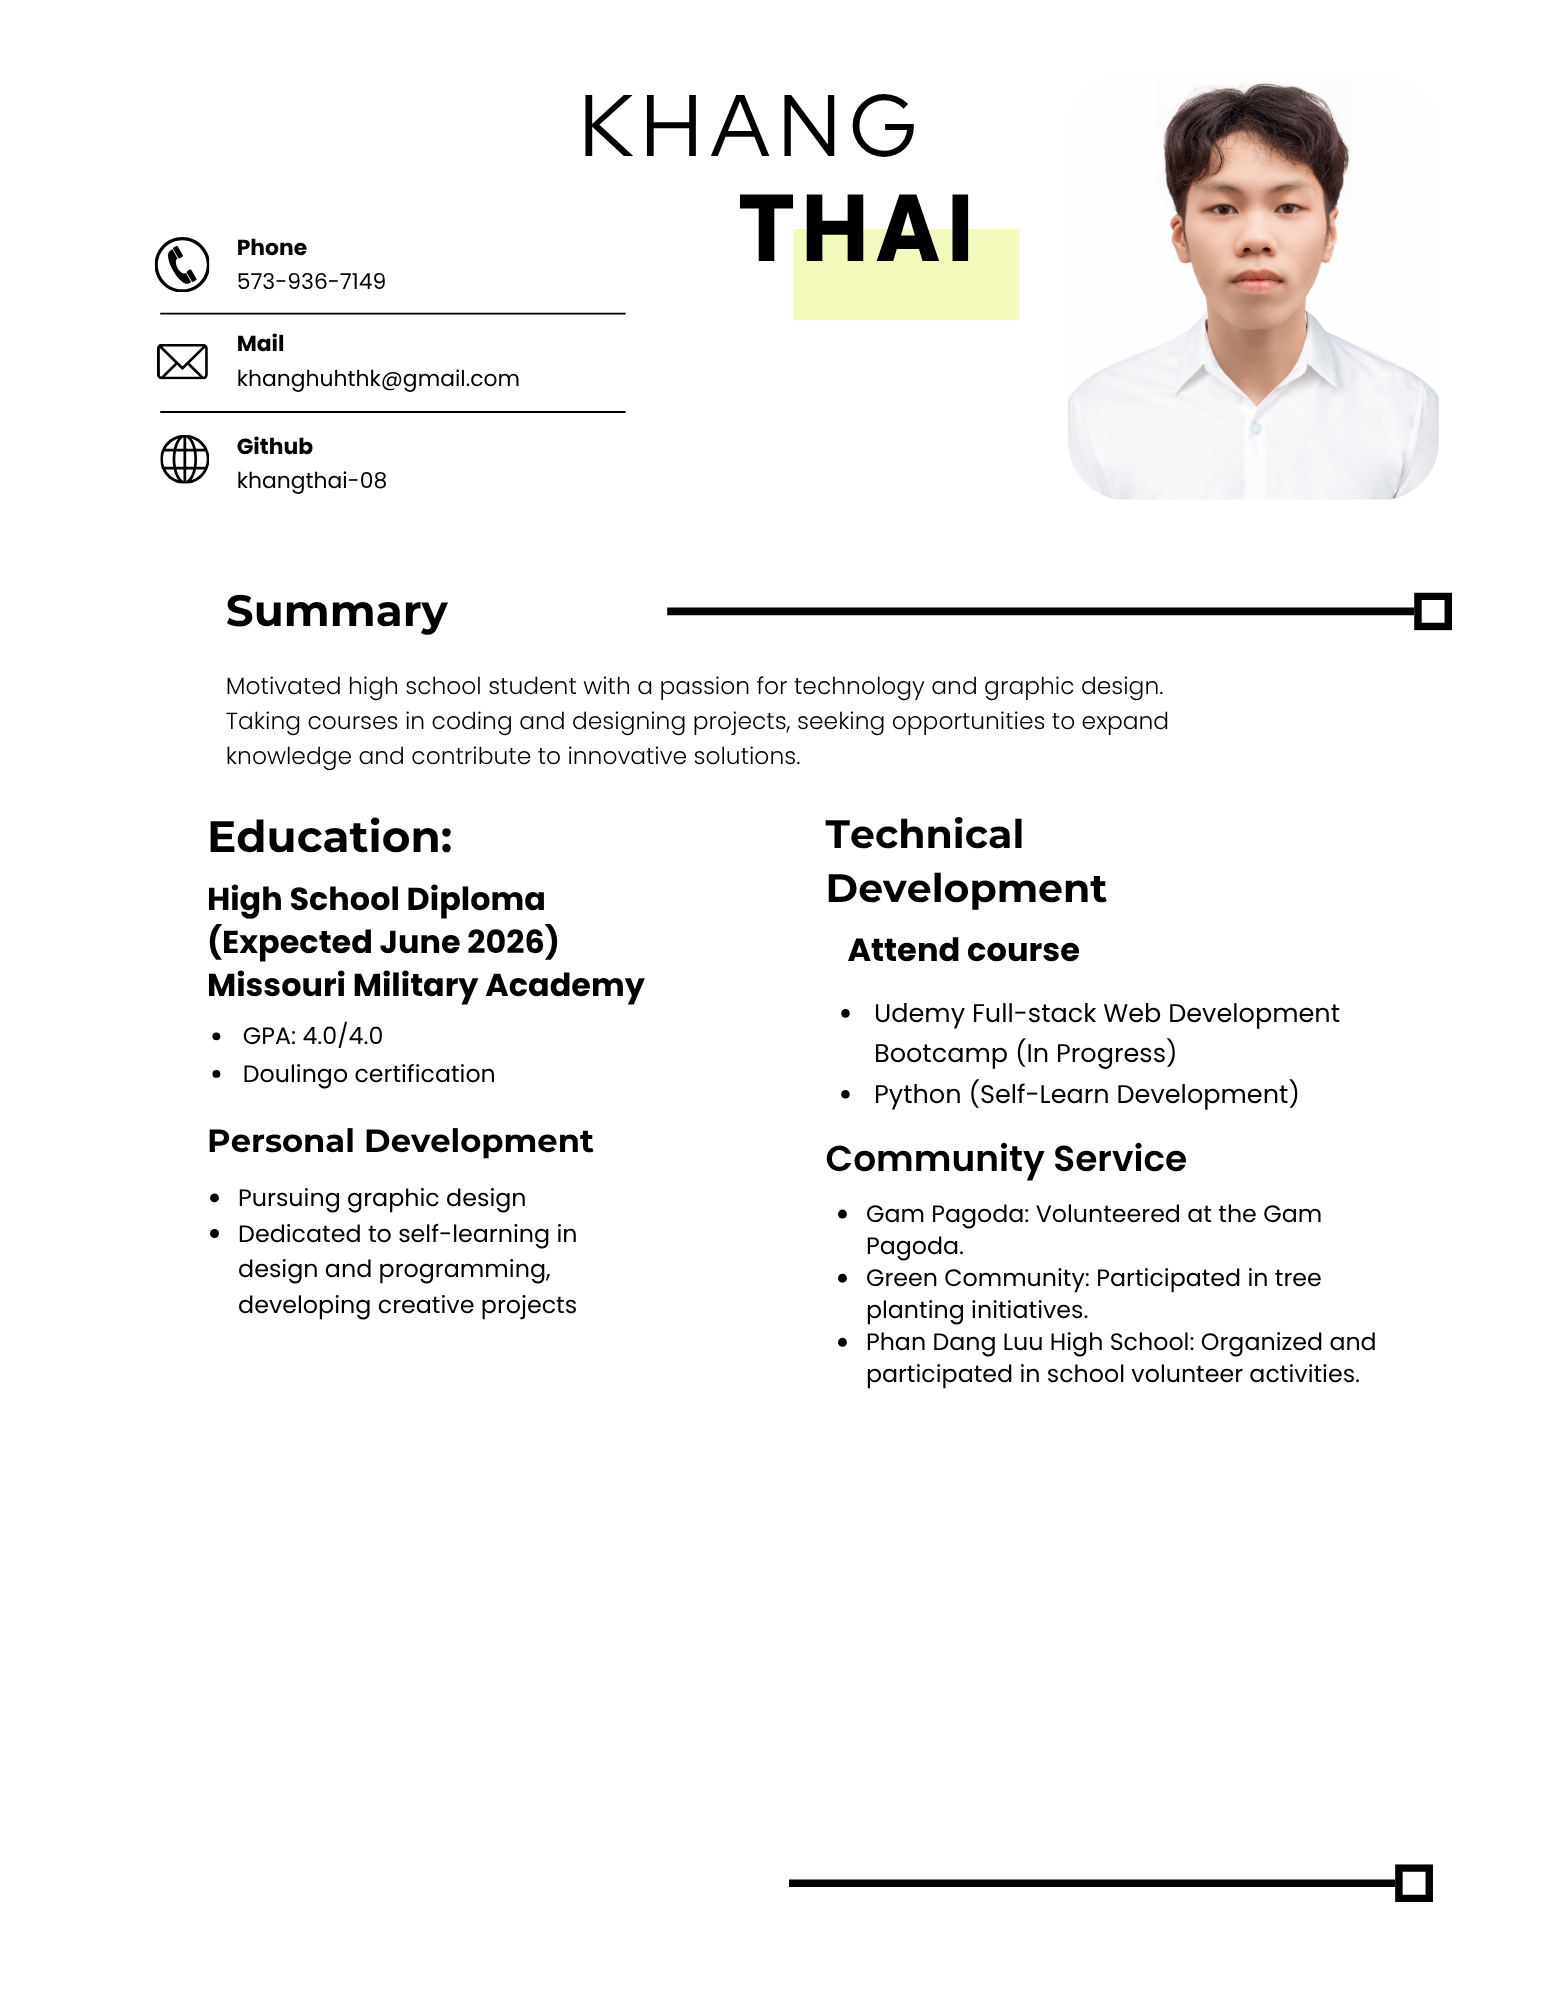 KHANG
THAI
Phone
573-936-7149
Mail
khanghuhthk@gmail.com
Github
khangthai-08
Summary
Motivated high school student with a passion for technology and graphic design.
Taking courses in coding and designing projects, seeking opportunities to expand
knowledge and contribute to innovative solutions.
Education:
High School Diploma
(Expected June 2026)
Missouri Military Academy
• GPA: 4.0/4.0
• Doulingo certification
Personal Development
• Pursuing graphic design
• Dedicated to self-learning in
design and programming,
developing creative projects
Technical
Development
Attend course
• Udemy Full-stack Web Development
Bootcamp (In Progress)
• Python (Self-Learn Development)
Community Service
• Gam Pagoda: Volunteered at the Gam
Pagoda.
• Green Community: Participated in tree
planting initiatives.
• Phan Dang Luu High School: Organized and
participated in school volunteer activities.